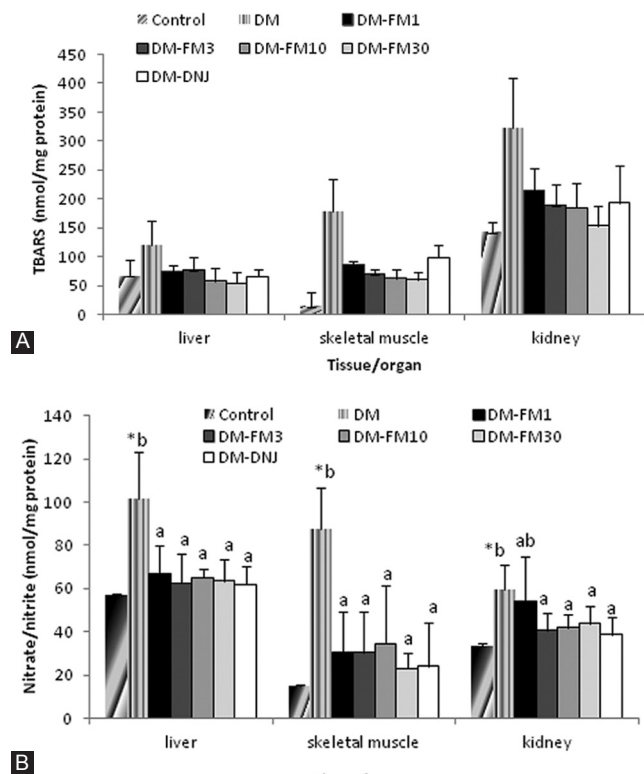 Control DM DM-FM1
DM-FM3 DM-FM10 DM-FM30
DM-DNJ
TBARS (nmol/mg protein)
450
400
350
300
250
200
150
100
50
0
liver skeletal muscle kidney
Tissue/organ
A
Control DM DM-FM1
DM-FM3 DM-FM10 DM-FM30
DM-DNJ
Nitrate/nitrite (nmol/mg protein)
140
120
100
80
60
40
20
0
*b a a a a a
*b a a a a a
*b ab a a a a
liver skeletal muscle kidney
B